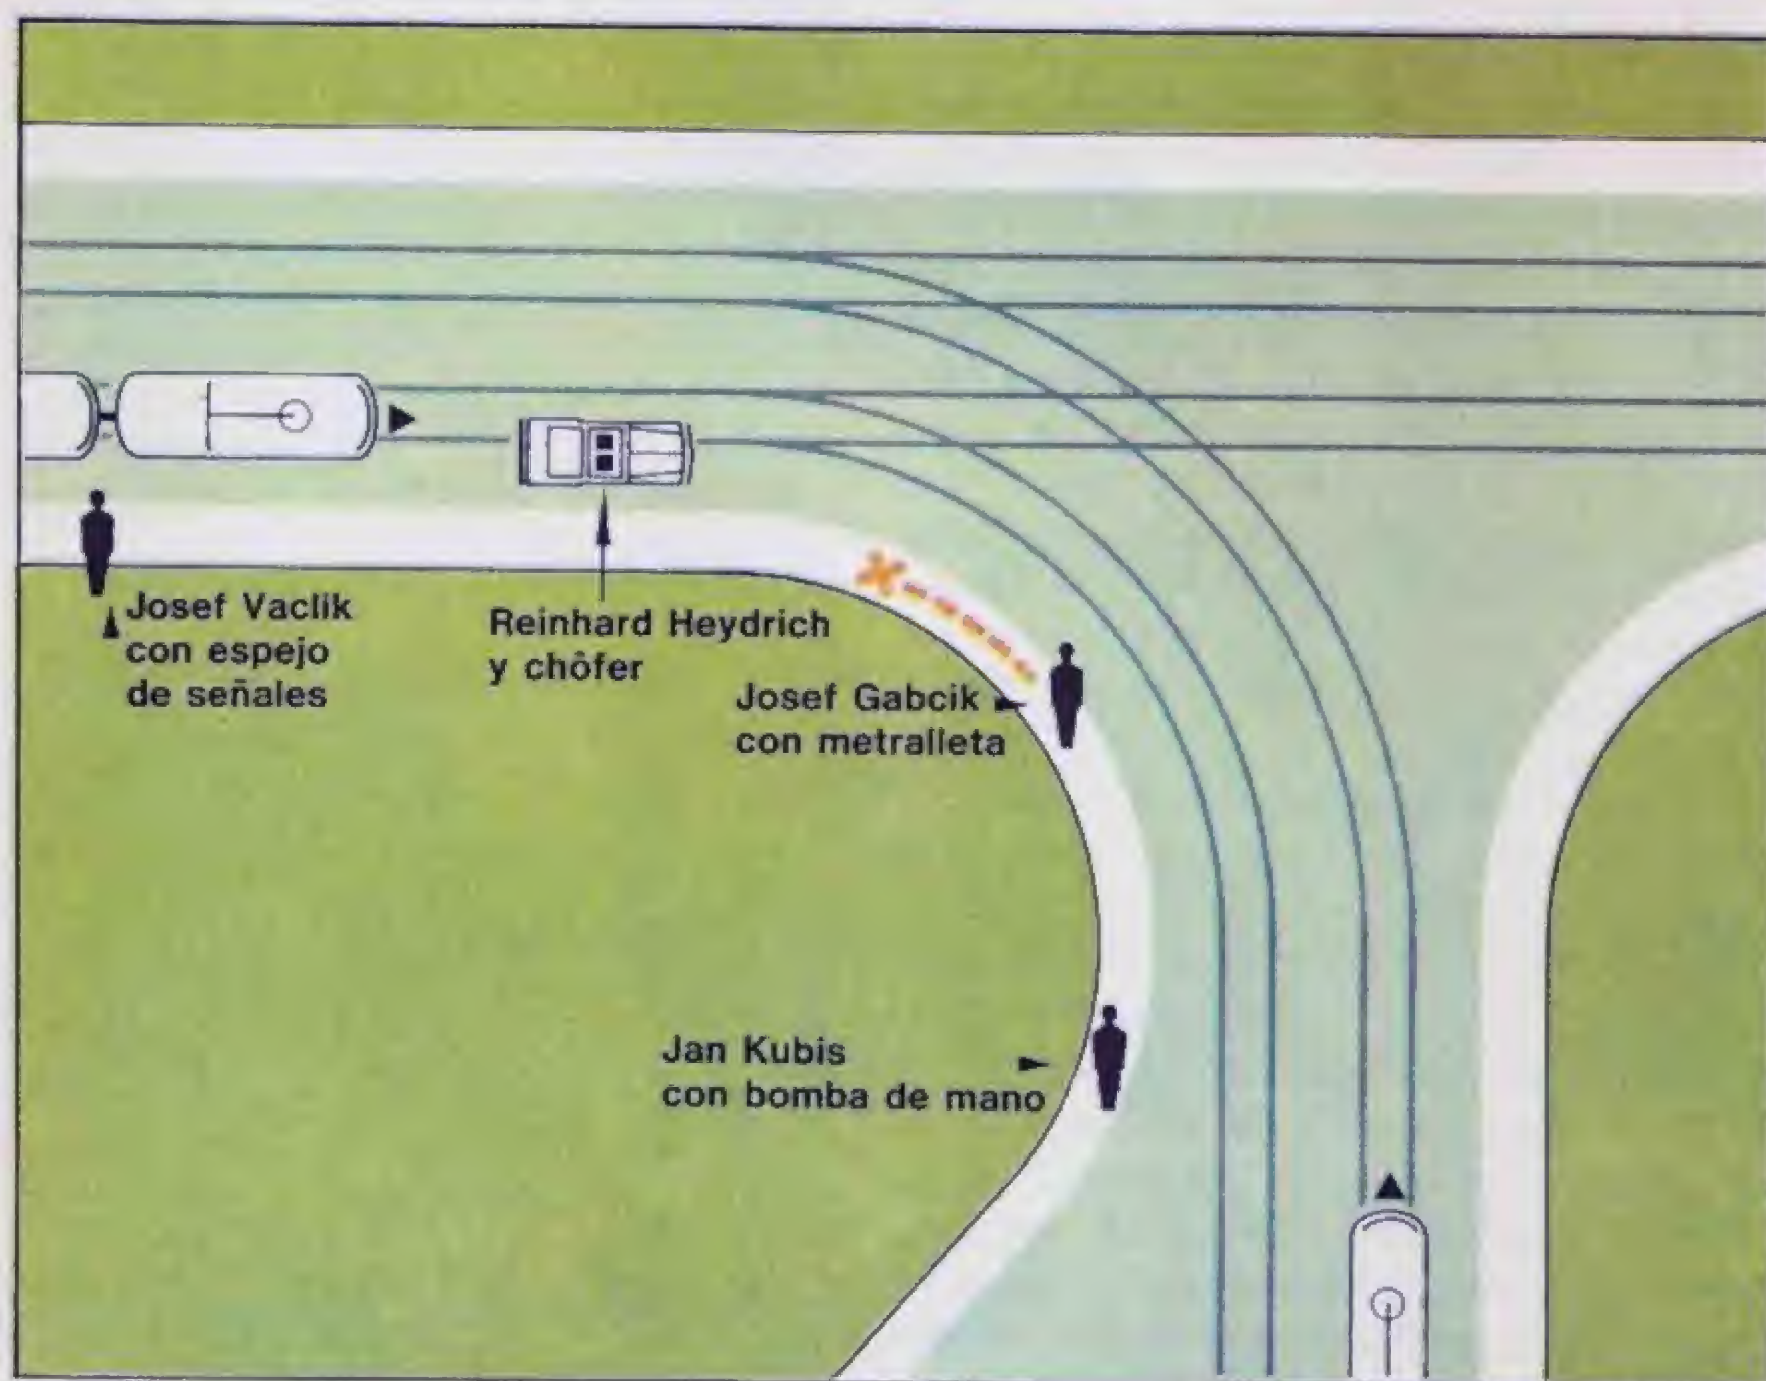 Josef Vaclik
con espejo
de señales
Reinhard Heydrich
y chôfer
Josef Gabcik
con metralleta
Jan Kubis
con bomba de mano